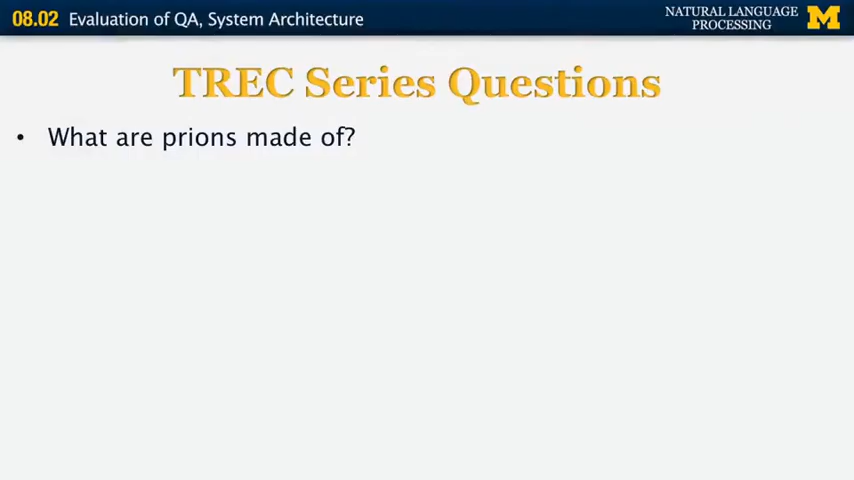 08.02 Evaluation of QA, System Architecture
NATURAL LANGUAGE
PROCESSING
M
TREC Series Questions
• What are prions made of?